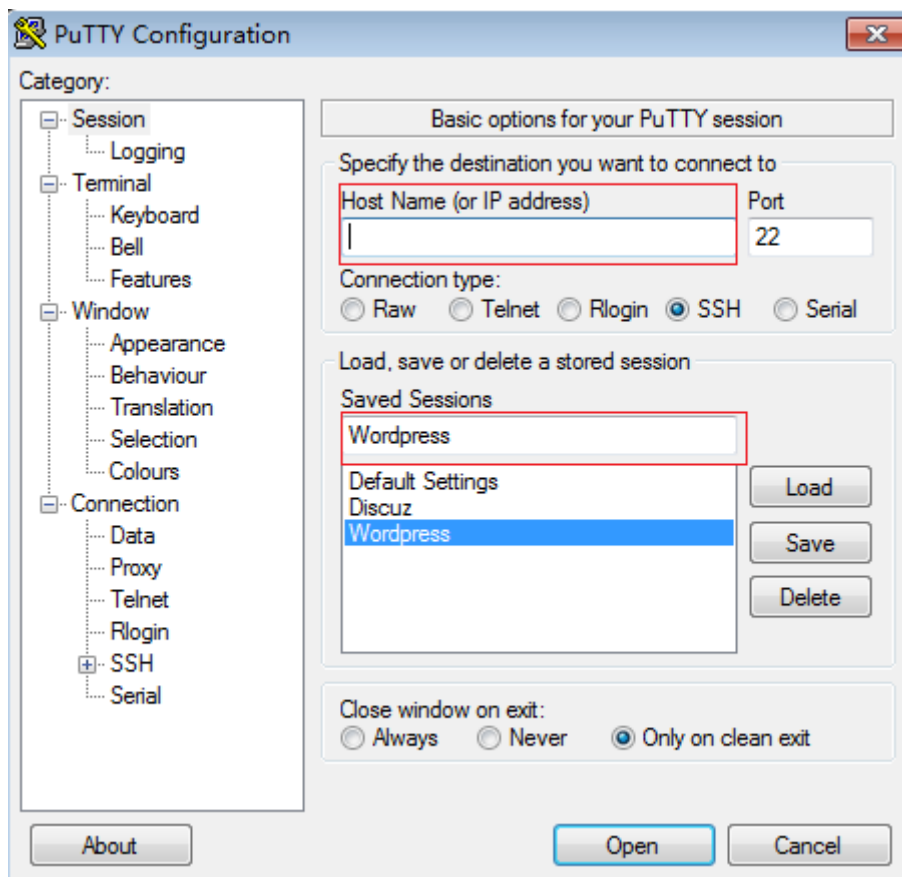 PuTTY Configuration
Category:
Session
Logging
Terminal
Keyboard
Bell
Features
Window
Appearance
Behaviour
Translation
Selection
Colours
Connection
Data
Proxy
Telnet
Rlogin
SSH
Serial
Basic options for your PuTTY session
Specify the destination you want to connect to
Host Name (or IP address) Port
22
Connection type:
Raw Telnet Rlogin SSH Serial
Load, save or delete a stored session
Saved Sessions
Wordpress
Default Settings
Discuz
Wordpress
Load
Save
Delete
Close window on exit:
Always Never Only on clean exit
About Open Cancel